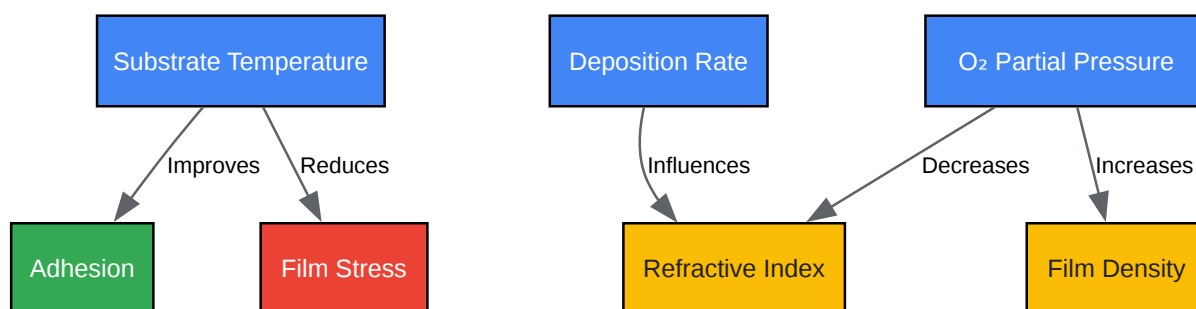 Substrate Temperature
Deposition Rate
O₂ Partial Pressure
Improves
Reduces
Influences
Decreases
Increases
Adhesion
Film Stress
Refractive Index
Film Density